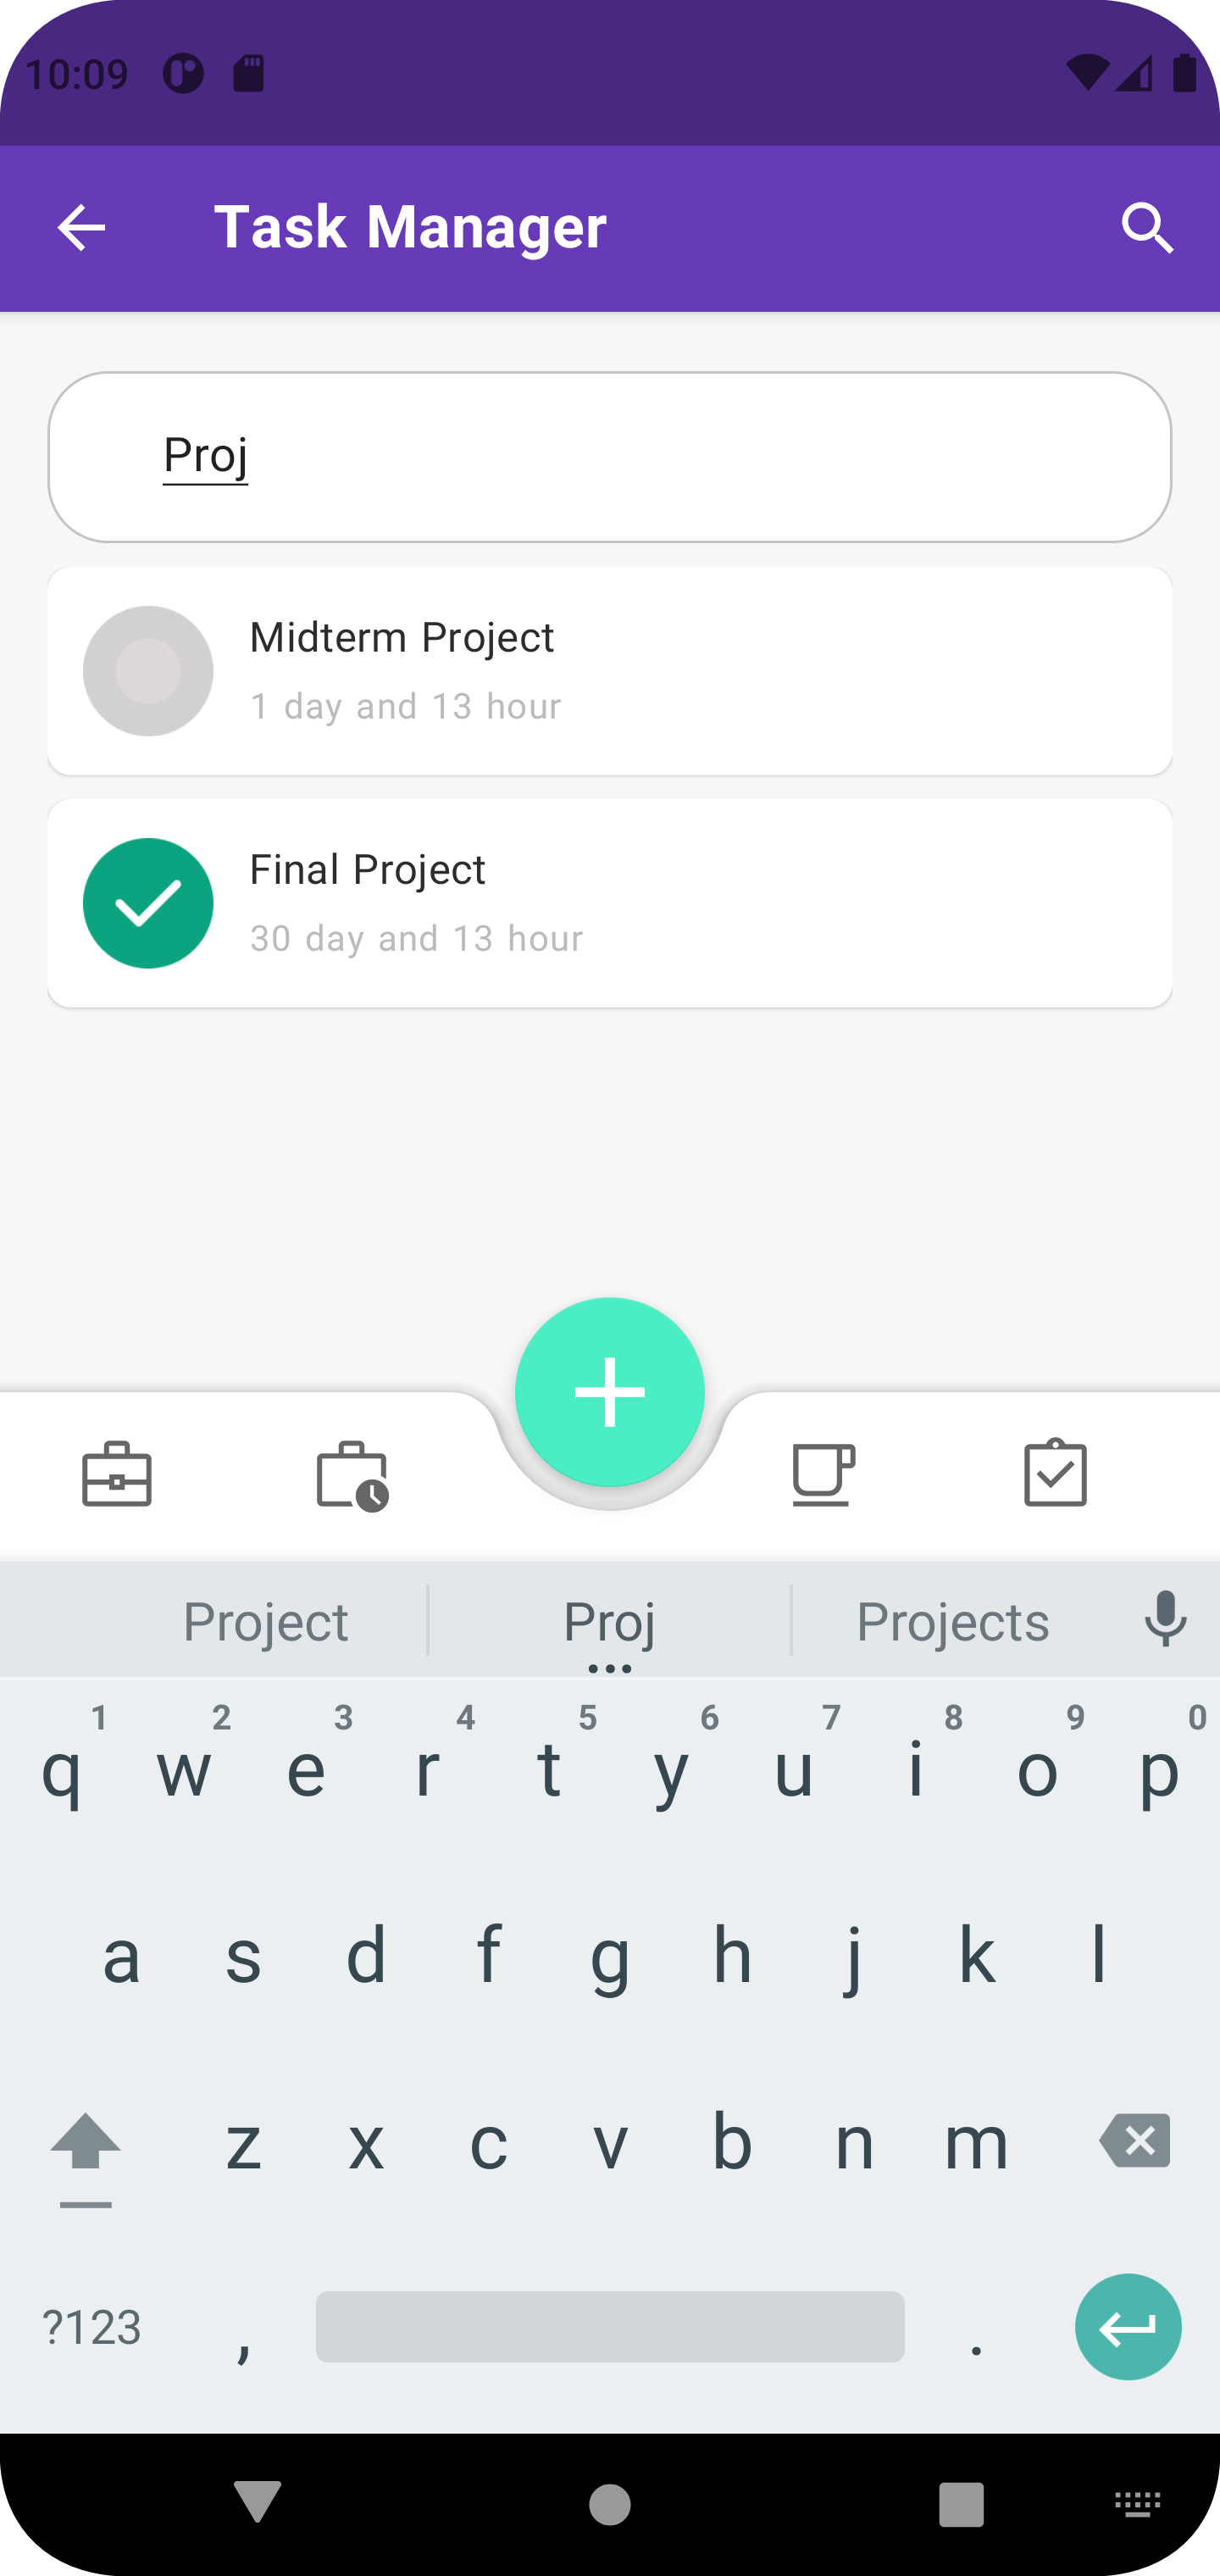 10:09
Task Manager
Proj
Midterm Project
1 day and 13 hour
Final Project
30 day and 13 hour
Project Proj Projects
1 2 3 4 5 6 7 8 9 0
q w e r t y u i o p
a s d f g h j k l
z x c v b n m
?123 , .